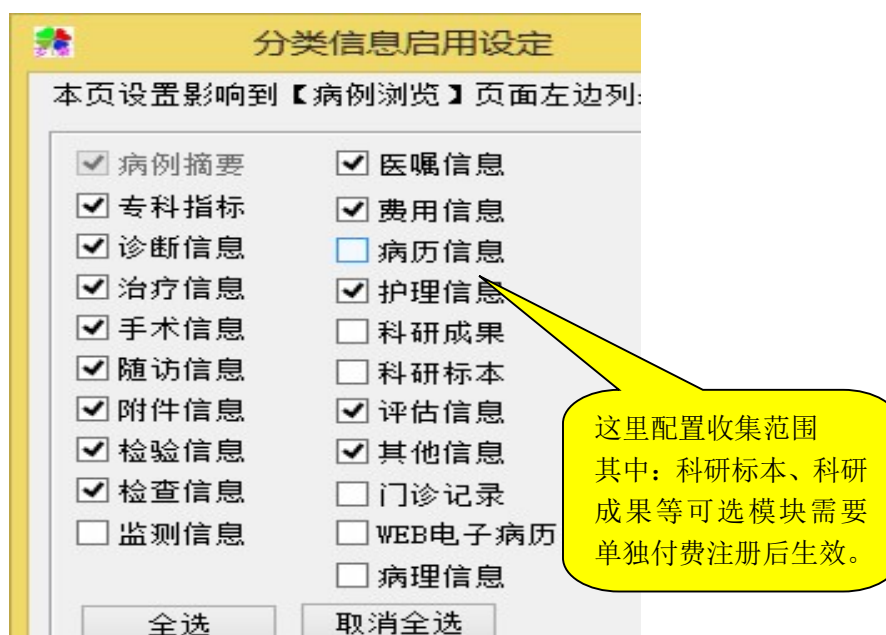 分类信息启用设定
本页设置影响到【病例浏览】页面左边列
病例摘要
专科指标
诊断信息
治疗信息
手术信息
随访信息
附件信息
检验信息
检查信息
监测信息
医嘱信息
费用信息
病历信息
护理信息
科研成果
科研标本
评估信息
其他信息
门诊记录
WEB电子病历
病理信息
全选
取消全选
这里配置收集范围
其中：科研标本、科研
成果等可选模块需要
单独付费注册后生效。